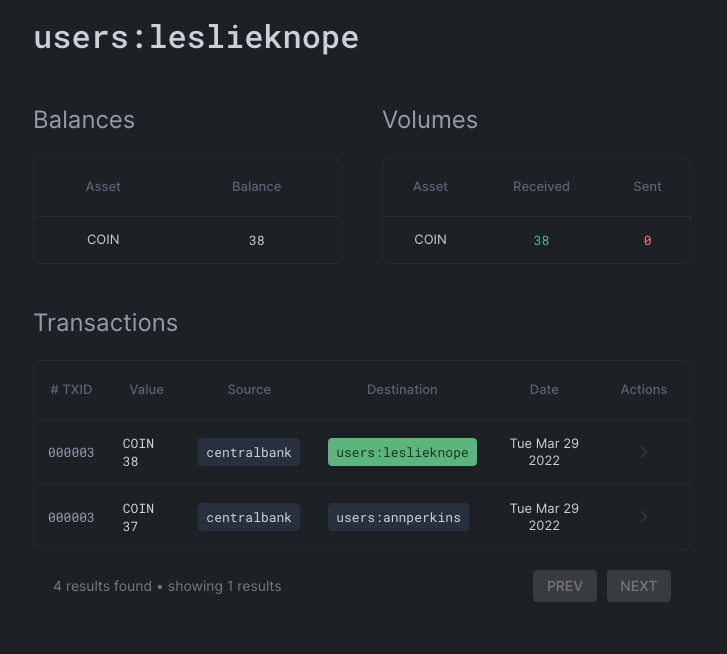 users:leslieknope
Balances
Volumes
Asset Balance
Asset Received Sent
COIN 38
COIN 38 0
Transactions
# TXID Value Source Destination Date Actions
000003 COIN 38 centralbank users:leslieknope Tue Mar 29 2022
000003 COIN 37 centralbank users:annperkins Tue Mar 29 2022
4 results found • showing 1 results
PREV NEXT